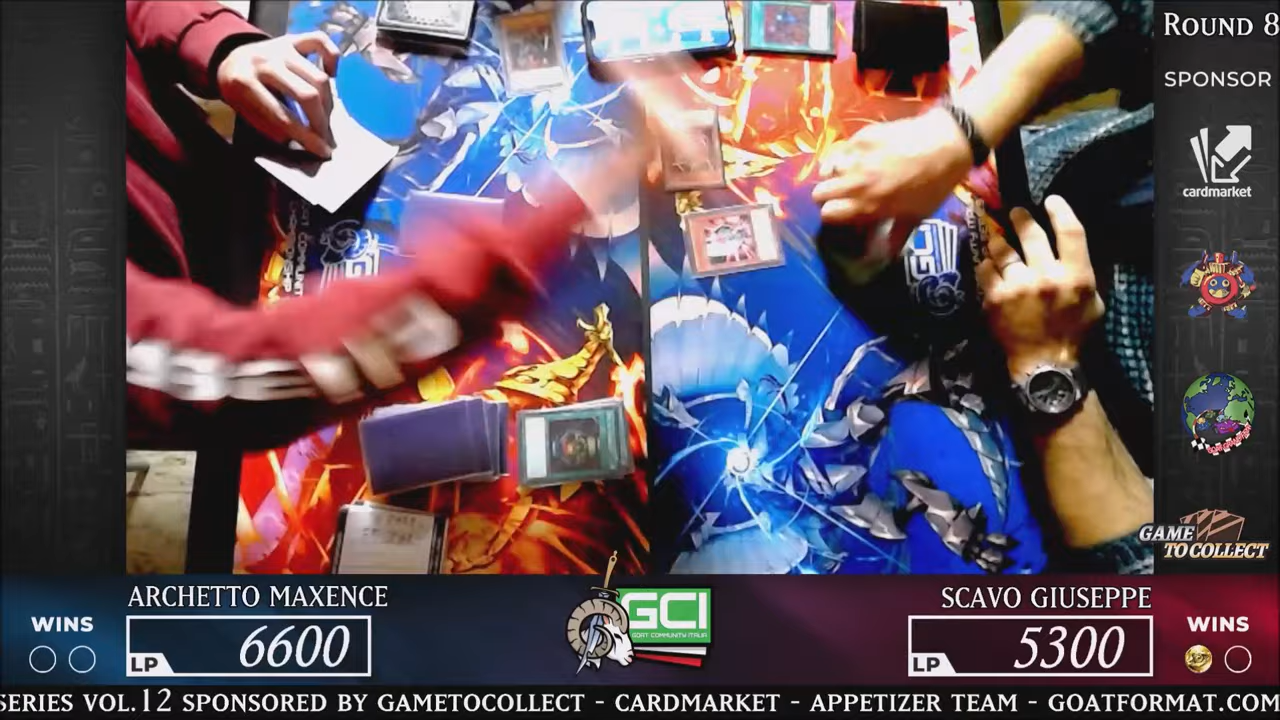 ROUND 8
SPONSOR
cardmarket
GCI
GAME
TO COLLECT
ARCHETTO MAXENCE
SCAVO GIUSEPPE
WINS
LP
6600
GCI
GOAT COMMUNITY ITALIA
LP
5300
WINS
SERIES VOL.12 SPONSORED BY GAMETOCOLLECT - CARDMARKET - APPETIZER TEAM - GOATFORMAT.COM